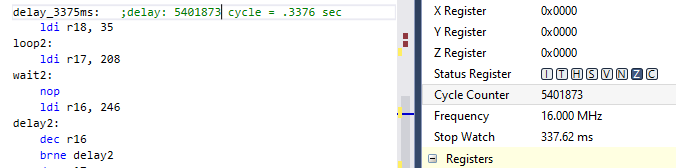 delay_3375ms:   ;delay: 5401873 cycle = .3376 sec
ldi r18, 35
loop2:
ldi r17, 208
wait2:
nop
ldi r16, 246
delay2:
dec r16
brne delay2
X Register 0x0000
Y Register 0x0000
Z Register 0x0000
Status Register I T H S V N Z C
Cycle Counter 5401873
Frequency 16.000 MHz
Stop Watch 337.62 ms
Registers